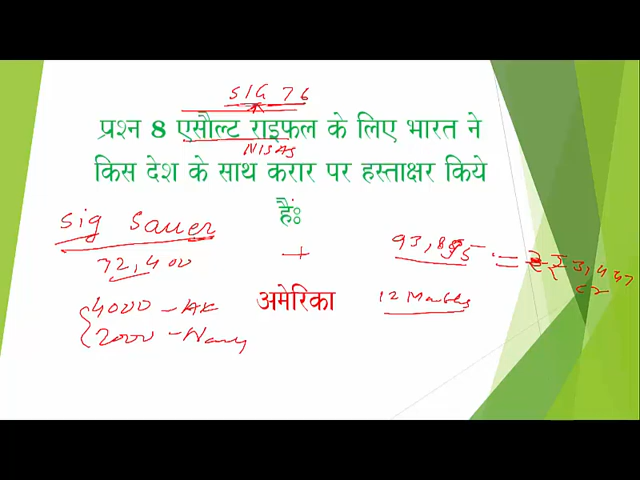 SIG 76
प्रश्न 8 एसौल्ट राइफल के लिए भारत ने
NISAS
किस देश के साथ करार पर हस्ताक्षर किये
हैंः
Sig Sauer
72,400
+
93,895 =
अमेरिका
12 Months
4000 - AF
2000 - Navy